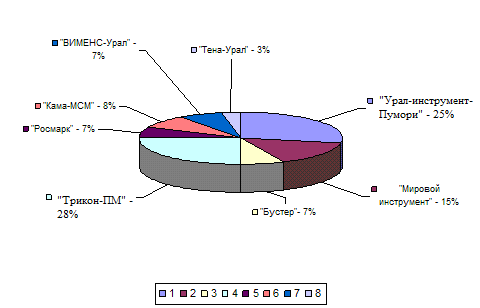 "ВИМЕНС-Урал" -
7%
"Тена-Урал" - 3%
"Урал-инструмент-
Пумори" - 25%
"Кама-МСМ" - 8%
"Росмарк" - 7%
"Мировой
инструмент" - 15%
"Трикон-ПМ" -
28%
"Бустер"- 7%
1 2 3 4 5 6 7 8